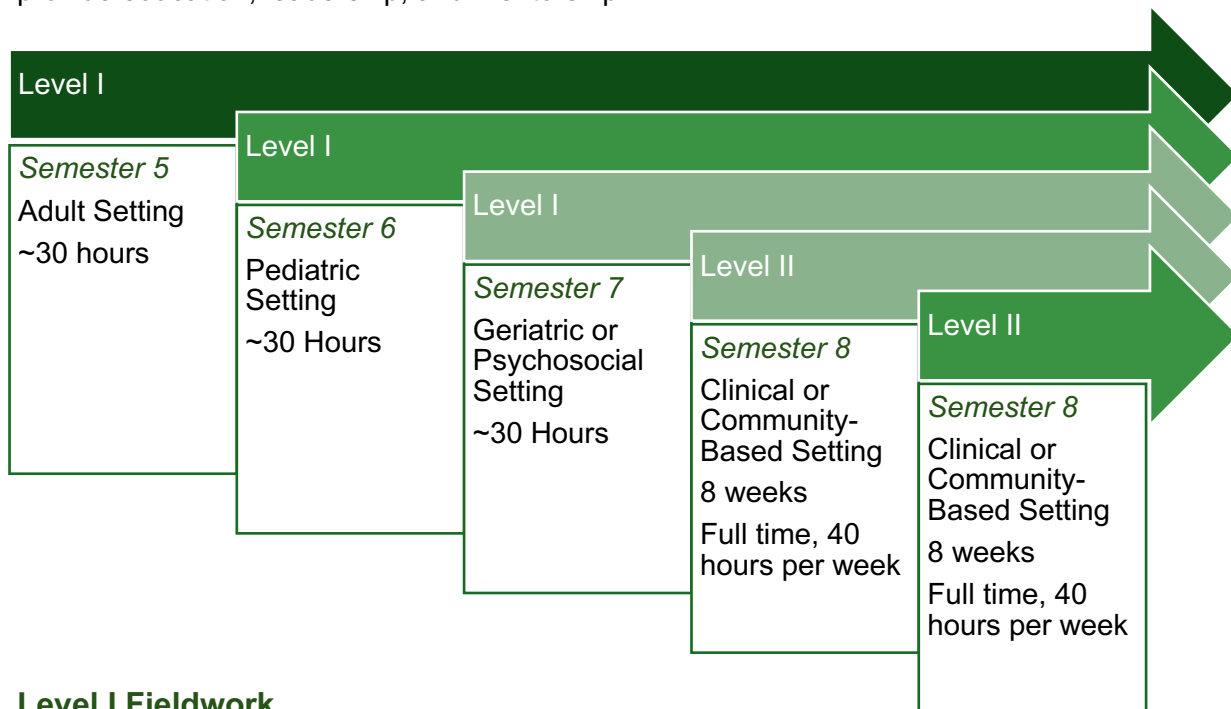 Level I
Semester 5
Adult Setting
~30 hours
Level I
Semester 6
Pediatric
Setting
~30 Hours
Level I
Semester 7
Geriatric or
Psychosocial
Setting
~30 Hours
Level II
Semester 8
Clinical or
Community-
Based Setting
8 weeks
Full time, 40
hours per week
Level II
Semester 8
Clinical or
Community-
Based Setting
8 weeks
Full time, 40
hours per week
Level I Fieldwork